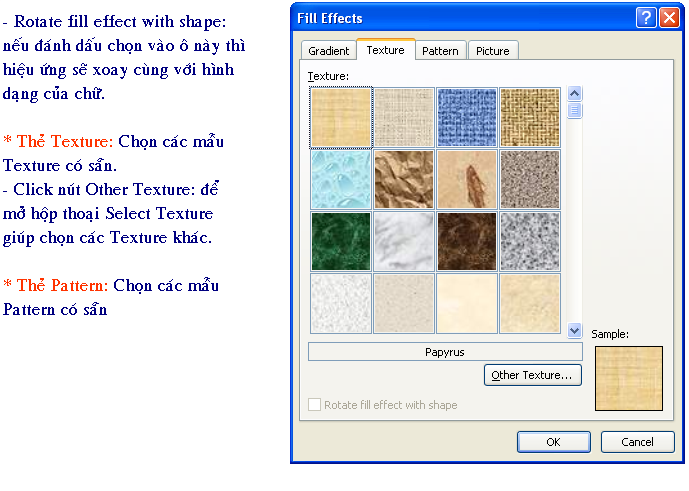 - Rotate fill effect with shape:
nếu đánh dấu chọn vào ô này thì
hiệu ứng sẽ xoay cùng với hình
dạng của chữ.
* Thẻ Texture: Chọn các mẫu
Texture có sẵn.
- Click nút Other Texture: để
mở hộp thoại Select Texture
giúp chọn các Texture khác.
* Thẻ Pattern: Chọn các mẫu
Pattern có sẵn
Fill Effects
Gradient Texture Pattern Picture
Texture:
Papyrus
Other Texture...
Rotate fill effect with shape
Sample:
OK Cancel